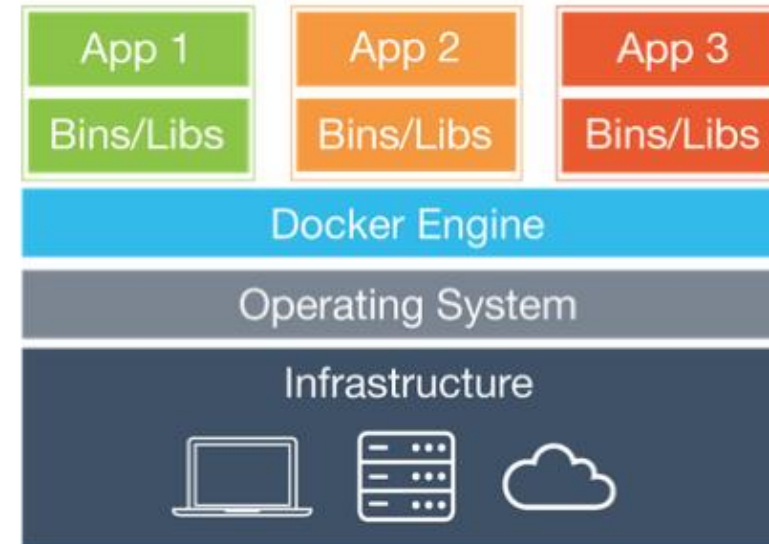 App 1
App 2
App 3
Bins/Libs
Bins/Libs
Bins/Libs
Docker Engine
Operating System
Infrastructure